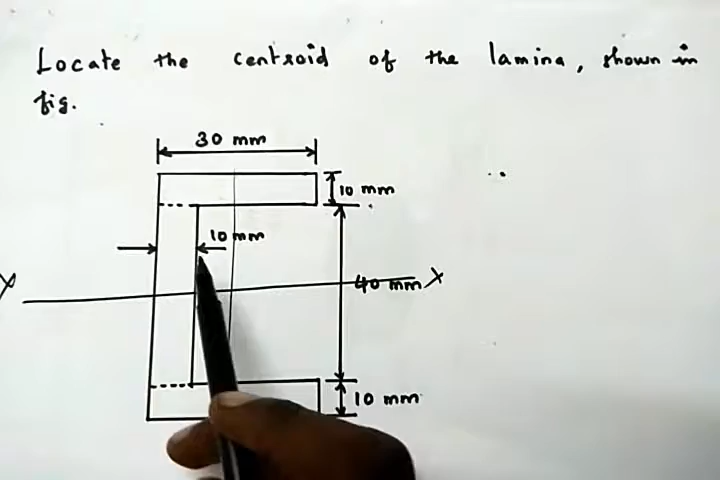 Locate the centroid of the lamina, shown in
fig.
30 mm
10 mm
10 mm
X 40 mm X
10 mm